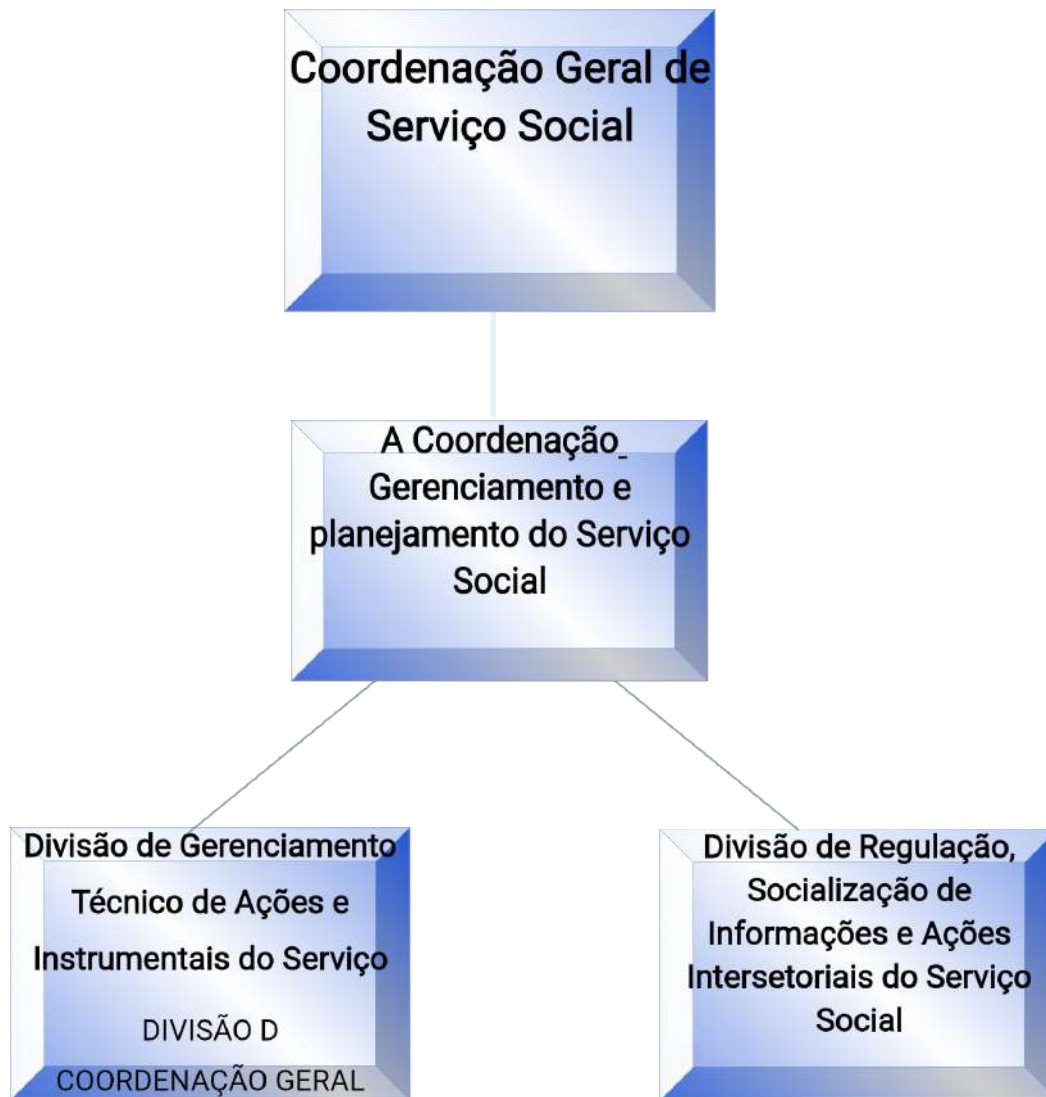 Coordenação Geral de
Serviço Social
A Coordenação
Gerenciamento e
planejamento do Serviço
Social
Divisão de Gerenciamento
Técnico de Ações e
Instrumentais do Serviço
DIVISÃO D
COORDENAÇÃO GERAL
Divisão de Regulação,
Socialização de
Informações e Ações
Intersetoriais do Serviço
Social